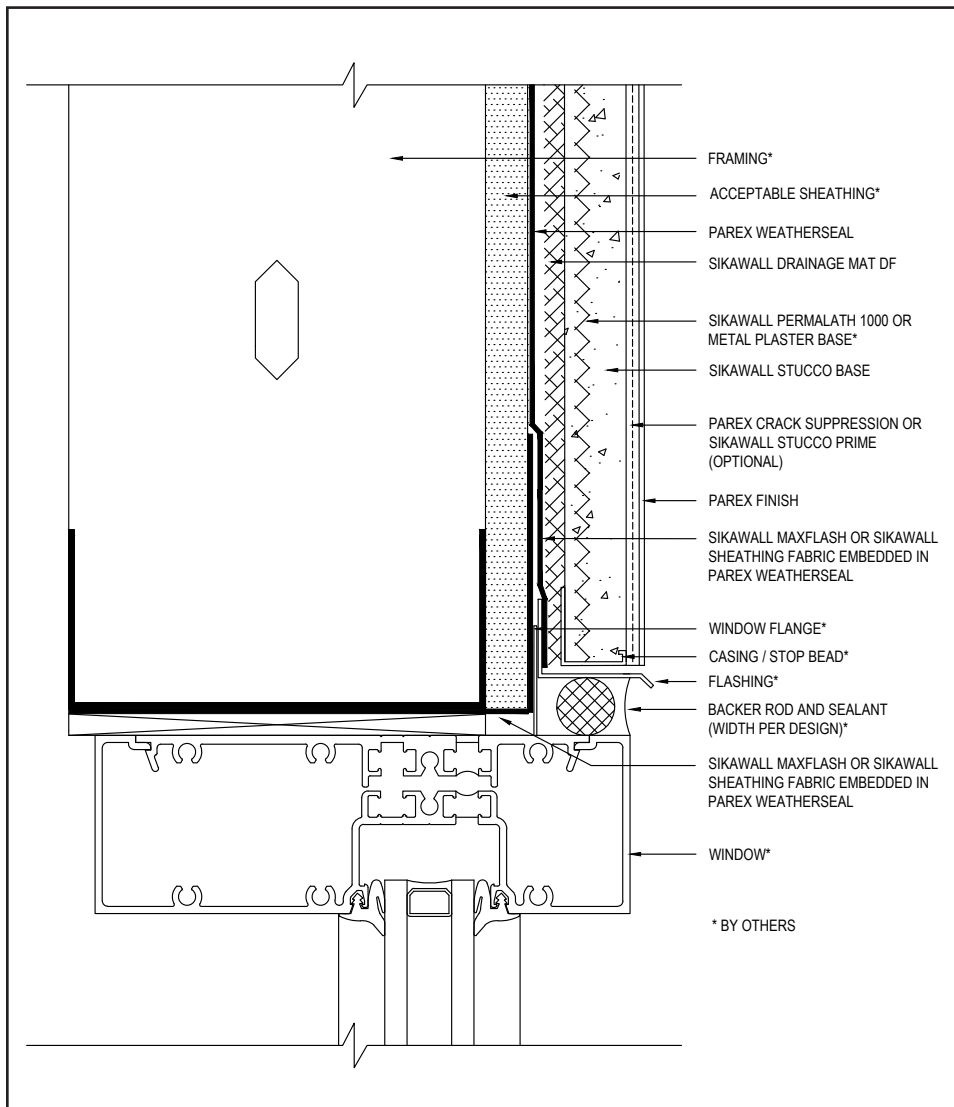 FRAMING*
ACCEPTABLE SHEATHING*
PAREX WEATHERSEAL
SIKAWALL DRAINAGE MAT DF
SIKAWALL PERMALATH 1000 OR
METAL PLASTER BASE*
SIKAWALL STUCCO BASE
PAREX CRACK SUPPRESSION OR
SIKAWALL STUCCO PRIME
(OPTIONAL)
PAREX FINISH
SIKAWALL MAXFLASH OR SIKAWALL
SHEATHING FABRIC EMBEDDED IN
PAREX WEATHERSEAL
WINDOW FLANGE*
CASING / STOP BEAD*
FLASHING*
BACKER ROD AND SEALANT
(WIDTH PER DESIGN)*
SIKAWALL MAXFLASH OR SIKAWALL
SHEATHING FABRIC EMBEDDED IN
PAREX WEATHERSEAL
WINDOW*
* BY OTHERS